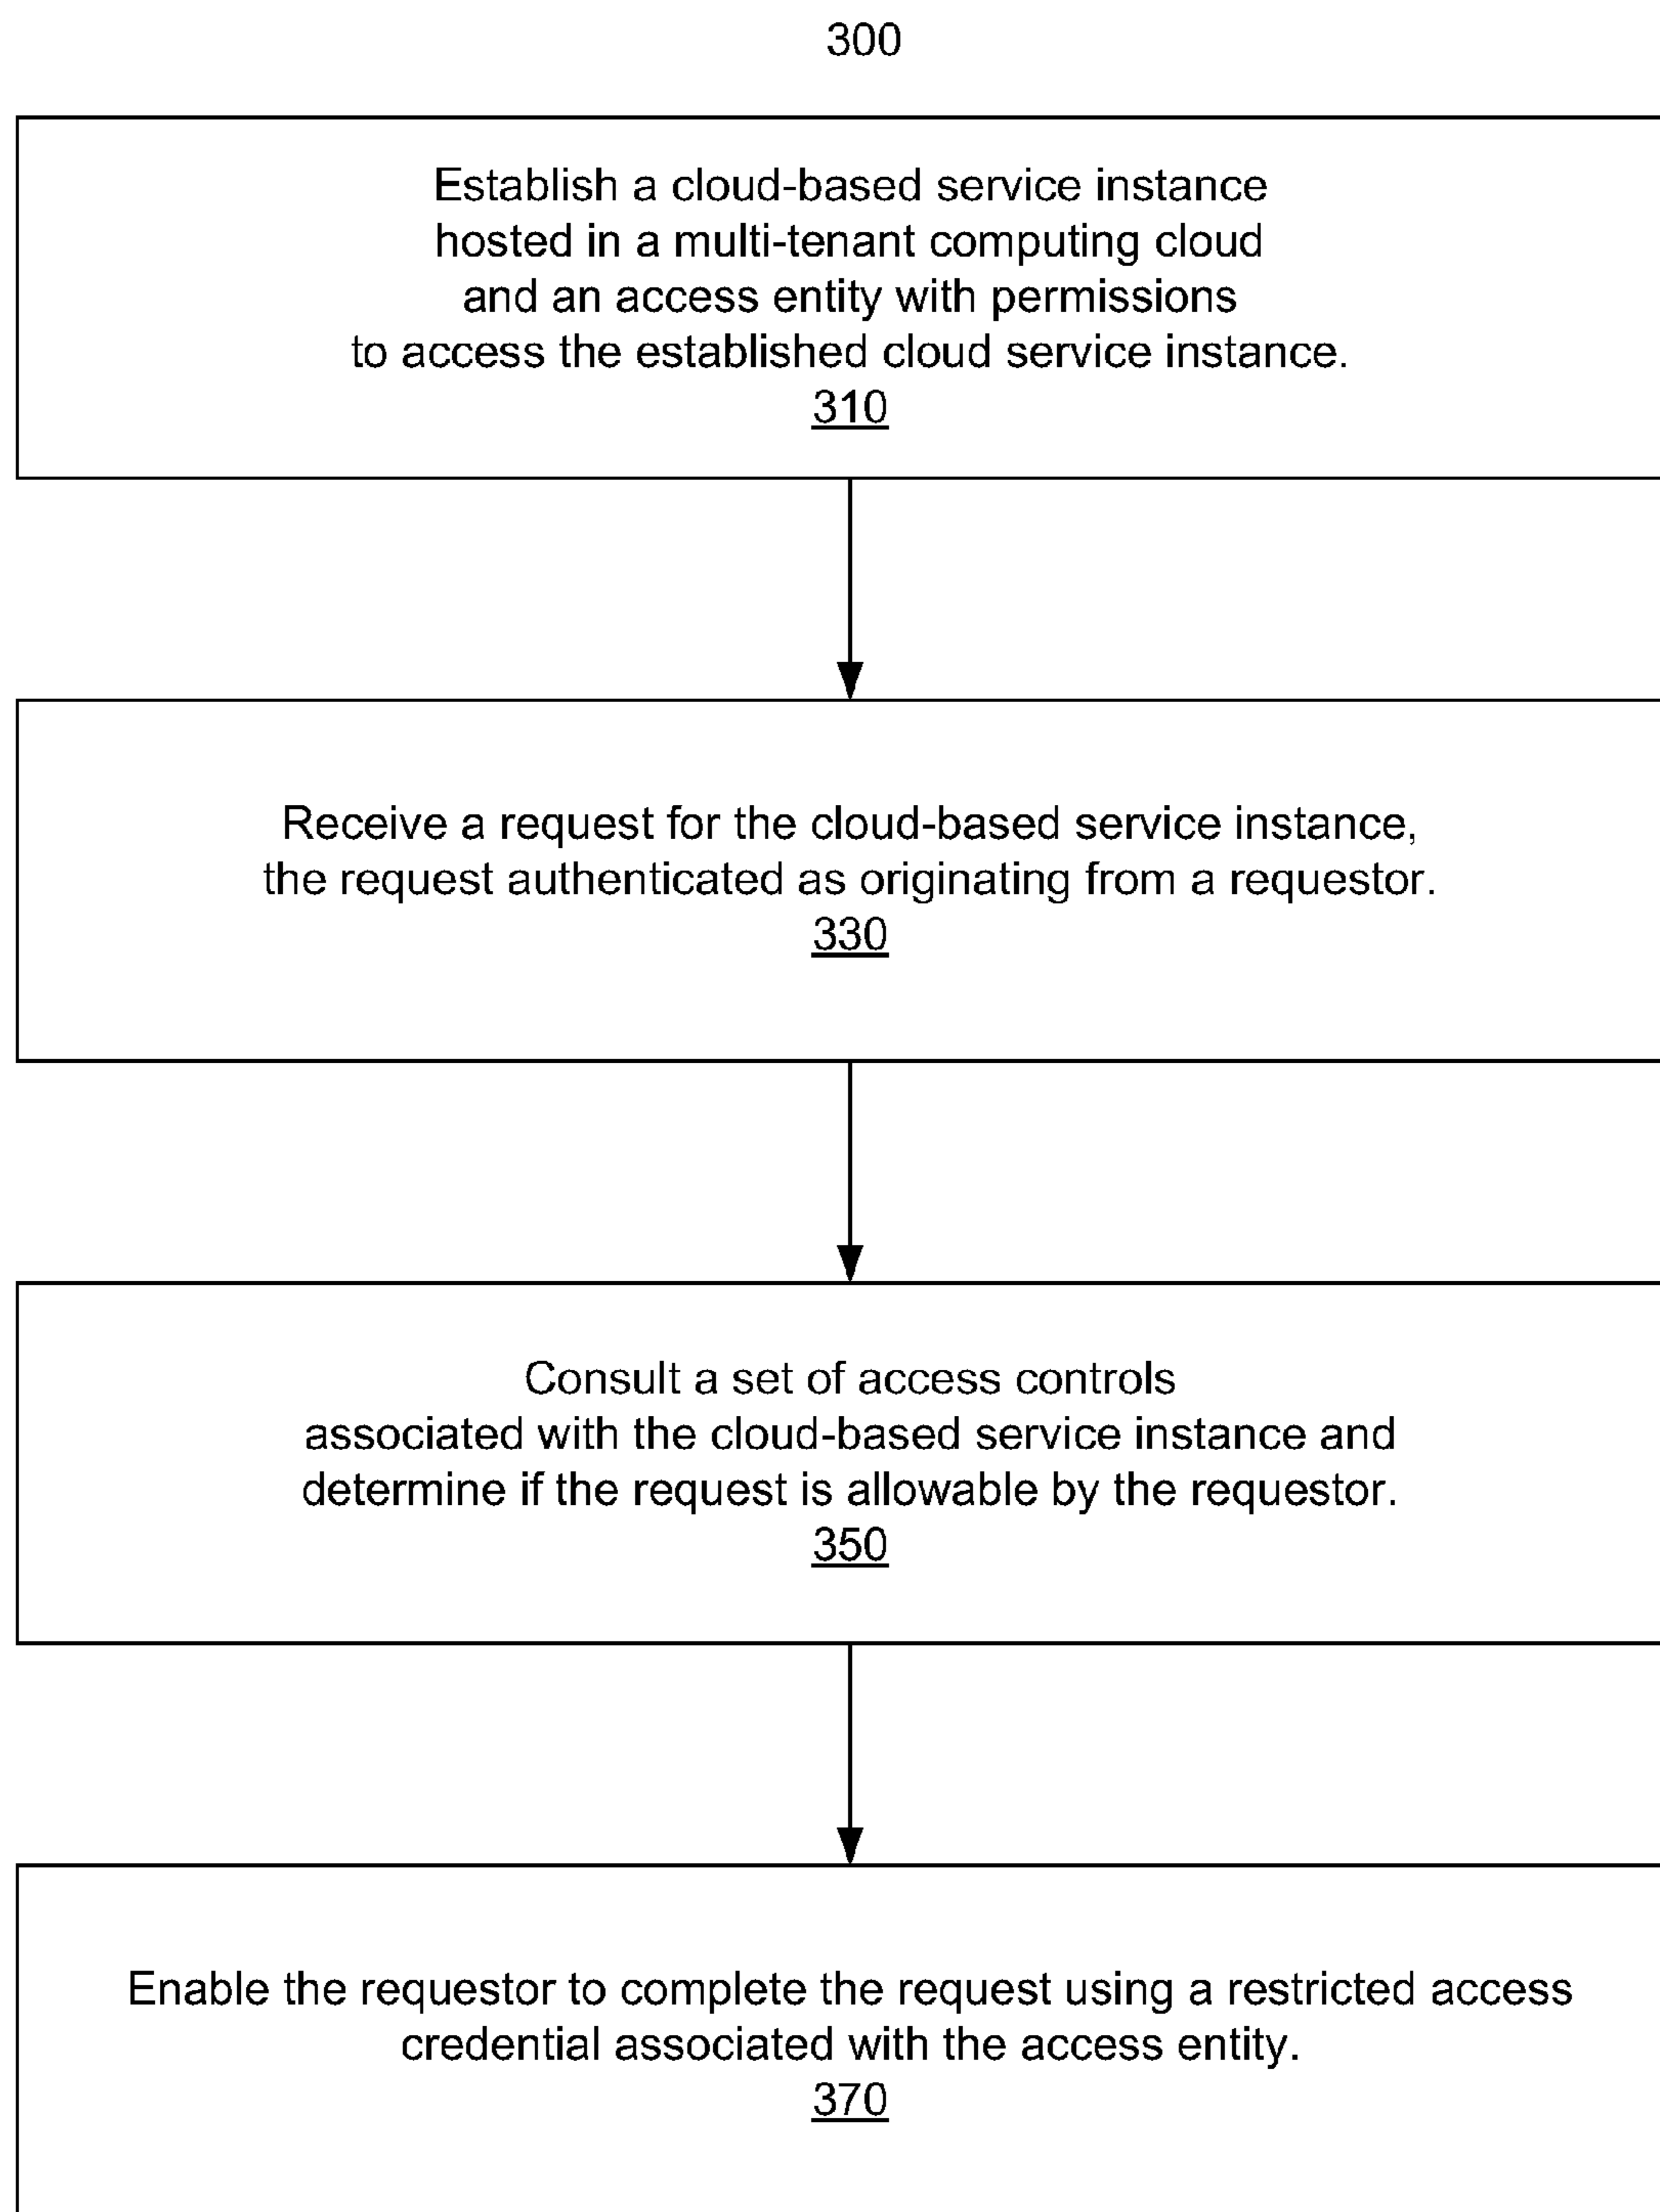 300
Establish a cloud-based service instance
hosted in a multi-tenant computing cloud
and an access entity with permissions
to access the established cloud service instance.
310
Receive a request for the cloud-based service instance,
the request authenticated as originating from a requestor.
330
Consult a set of access controls
associated with the cloud-based service instance and
determine if the request is allowable by the requestor.
350
Enable the requestor to complete the request using a restricted access
credential associated with the access entity.
370